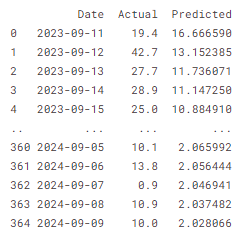 Date Actual Predicted
0 2023-09-11 19.4 16.666590
1 2023-09-12 42.7 13.152385
2 2023-09-13 27.7 11.736071
3 2023-09-14 28.9 11.147250
4 2023-09-15 25.0 10.884910
.. ... ... ...
360 2024-09-05 10.1 2.065992
361 2024-09-06 13.8 2.056444
362 2024-09-07 0.9 2.046941
363 2024-09-08 10.9 2.037482
364 2024-09-09 10.0 2.028066